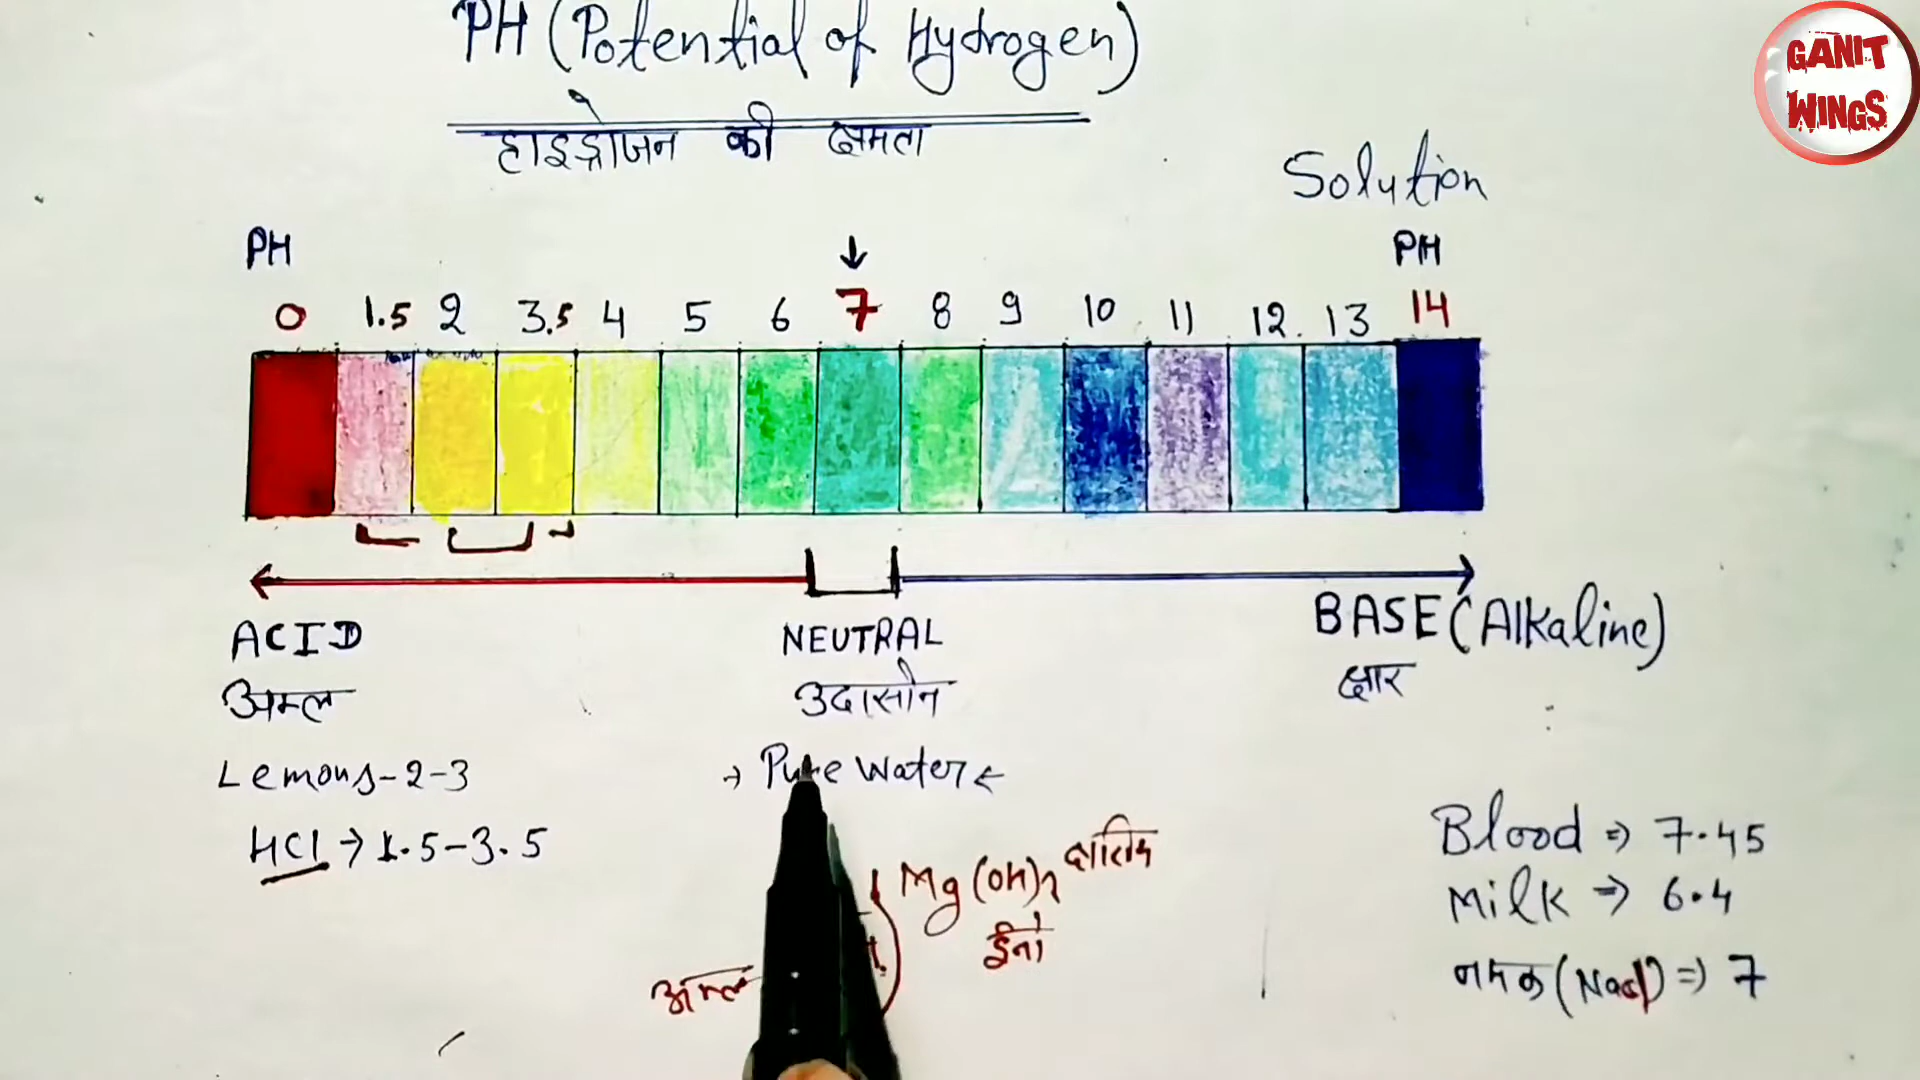 PH (Potential of Hydrogen)
हाइड्रोजन की क्षमता
GANIT
WINGS
Solution
PH
PH
0 1.5 2 3.5 4 5 6 7 8 9 10 11 12 13 14
ACID
अम्ल
NEUTRAL
उदासीन
BASE (Alkaline)
क्षार
Lemons-2-3
HCl → 1.5-3.5
→ Pure Water ←
Mg(OH)2 क्षारीय
ईनो
अम्ल
Blood ⇒ 7.45
Milk ⇒ 6.4
नमक (Nacl) ⇒ 7